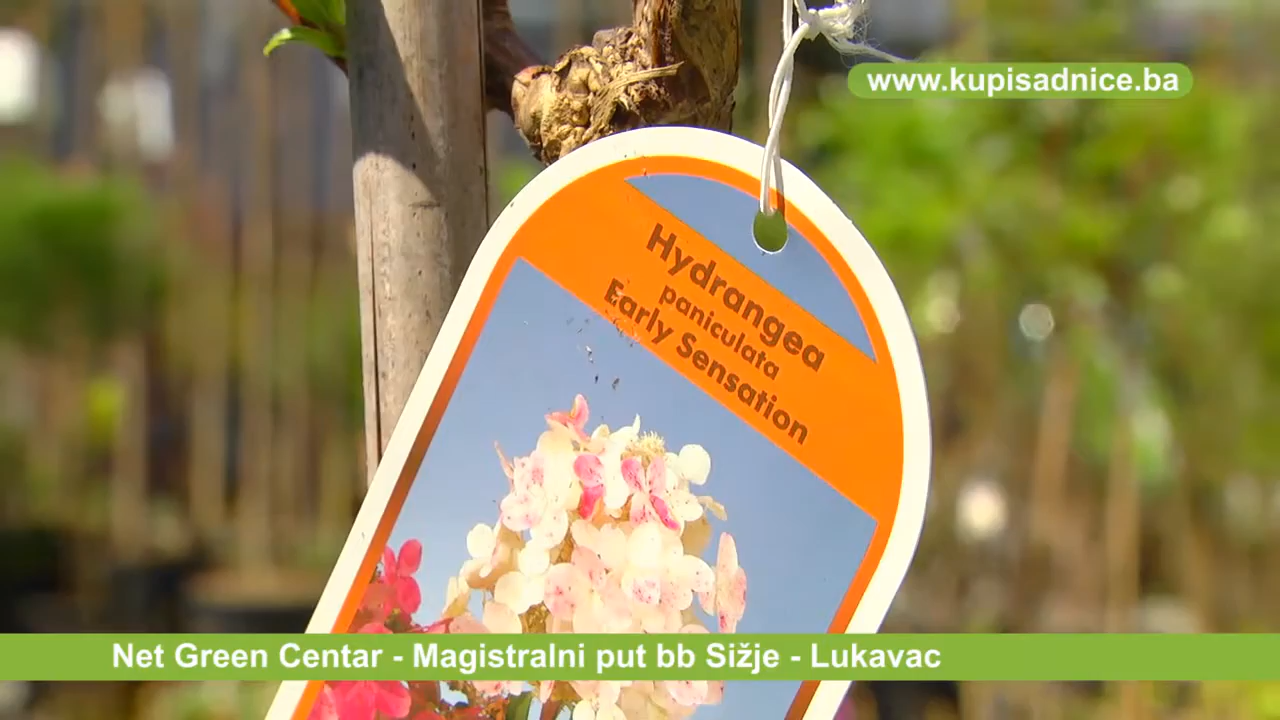 www.kupisadnice.ba
Hydrangea
paniculata
Early Sensation
Net Green Centar - Magistralni put bb Sižje - Lukavac